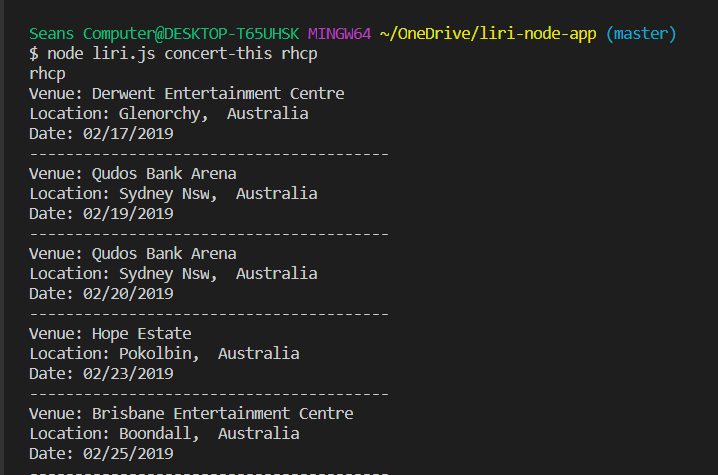 Seans Computer@DESKTOP-T65UHSK MINGW64 ~/OneDrive/liri-node-app (master)
$ node liri.js concert-this rhcp
rhcp
Venue: Derwent Entertainment Centre
Location: Glenorchy,  Australia
Date: 02/17/2019
----------------------------------------
Venue: Qudos Bank Arena
Location: Sydney Nsw,  Australia
Date: 02/19/2019
----------------------------------------
Venue: Qudos Bank Arena
Location: Sydney Nsw,  Australia
Date: 02/20/2019
----------------------------------------
Venue: Hope Estate
Location: Pokolbin,  Australia
Date: 02/23/2019
----------------------------------------
Venue: Brisbane Entertainment Centre
Location: Boondall,  Australia
Date: 02/25/2019
----------------------------------------